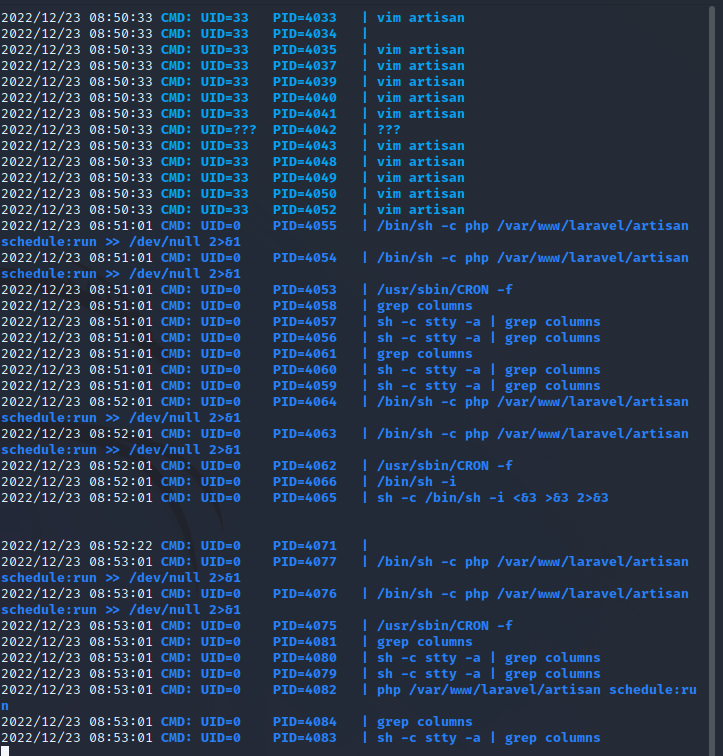 2022/12/23 08:50:33 CMD: UID=33   PID=4033   | vim artisan
2022/12/23 08:50:33 CMD: UID=33   PID=4034   |
2022/12/23 08:50:33 CMD: UID=33   PID=4035   | vim artisan
2022/12/23 08:50:33 CMD: UID=33   PID=4037   | vim artisan
2022/12/23 08:50:33 CMD: UID=33   PID=4039   | vim artisan
2022/12/23 08:50:33 CMD: UID=33   PID=4040   | vim artisan
2022/12/23 08:50:33 CMD: UID=33   PID=4041   | vim artisan
2022/12/23 08:50:33 CMD: UID=???  PID=4042   | ???
2022/12/23 08:50:33 CMD: UID=33   PID=4043   | vim artisan
2022/12/23 08:50:33 CMD: UID=33   PID=4048   | vim artisan
2022/12/23 08:50:33 CMD: UID=33   PID=4049   | vim artisan
2022/12/23 08:50:33 CMD: UID=33   PID=4050   | vim artisan
2022/12/23 08:50:33 CMD: UID=33   PID=4052   | vim artisan
2022/12/23 08:51:01 CMD: UID=0    PID=4055   | /bin/sh -c php /var/www/laravel/artisan
schedule:run >> /dev/null 2>&1
2022/12/23 08:51:01 CMD: UID=0    PID=4054   | /bin/sh -c php /var/www/laravel/artisan
schedule:run >> /dev/null 2>&1
2022/12/23 08:51:01 CMD: UID=0    PID=4053   | /usr/sbin/CRON -f
2022/12/23 08:51:01 CMD: UID=0    PID=4058   | grep columns
2022/12/23 08:51:01 CMD: UID=0    PID=4057   | sh -c stty -a | grep columns
2022/12/23 08:51:01 CMD: UID=0    PID=4056   | sh -c stty -a | grep columns
2022/12/23 08:51:01 CMD: UID=0    PID=4061   | grep columns
2022/12/23 08:51:01 CMD: UID=0    PID=4060   | sh -c stty -a | grep columns
2022/12/23 08:51:01 CMD: UID=0    PID=4059   | sh -c stty -a | grep columns
2022/12/23 08:52:01 CMD: UID=0    PID=4064   | /bin/sh -c php /var/www/laravel/artisan
schedule:run >> /dev/null 2>&1
2022/12/23 08:52:01 CMD: UID=0    PID=4063   | /bin/sh -c php /var/www/laravel/artisan
schedule:run >> /dev/null 2>&1
2022/12/23 08:52:01 CMD: UID=0    PID=4062   | /usr/sbin/CRON -f
2022/12/23 08:52:01 CMD: UID=0    PID=4066   | /bin/sh -i
2022/12/23 08:52:01 CMD: UID=0    PID=4065   | sh -c /bin/sh -i <&3 >&3 2>&3
2022/12/23 08:52:22 CMD: UID=0    PID=4071   |
2022/12/23 08:53:01 CMD: UID=0    PID=4077   | /bin/sh -c php /var/www/laravel/artisan
schedule:run >> /dev/null 2>&1
2022/12/23 08:53:01 CMD: UID=0    PID=4076   | /bin/sh -c php /var/www/laravel/artisan
schedule:run >> /dev/null 2>&1
2022/12/23 08:53:01 CMD: UID=0    PID=4075   | /usr/sbin/CRON -f
2022/12/23 08:53:01 CMD: UID=0    PID=4081   | grep columns
2022/12/23 08:53:01 CMD: UID=0    PID=4080   | sh -c stty -a | grep columns
2022/12/23 08:53:01 CMD: UID=0    PID=4079   | sh -c stty -a | grep columns
2022/12/23 08:53:01 CMD: UID=0    PID=4082   | php /var/www/laravel/artisan schedule:ru
n
2022/12/23 08:53:01 CMD: UID=0    PID=4084   | grep columns
2022/12/23 08:53:01 CMD: UID=0    PID=4083   | sh -c stty -a | grep columns